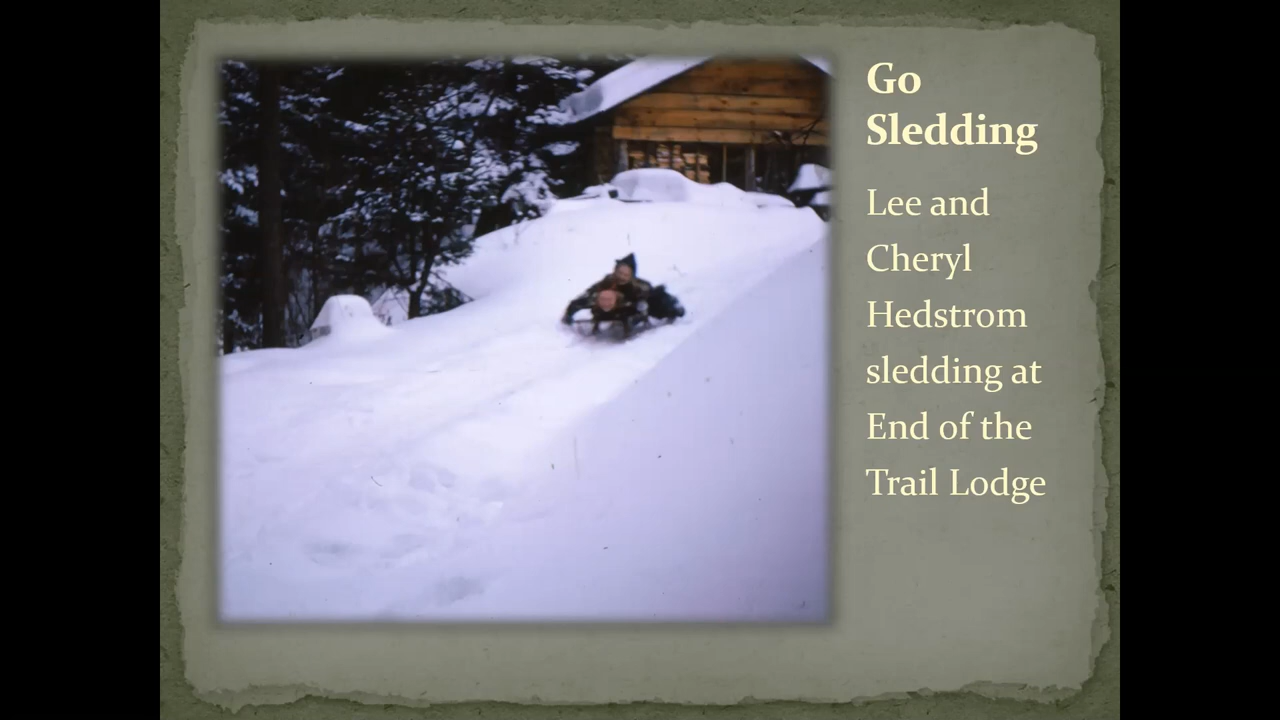 Go
Sledding
Lee and
Cheryl
Hedstrom
sledding at
End of the
Trail Lodge